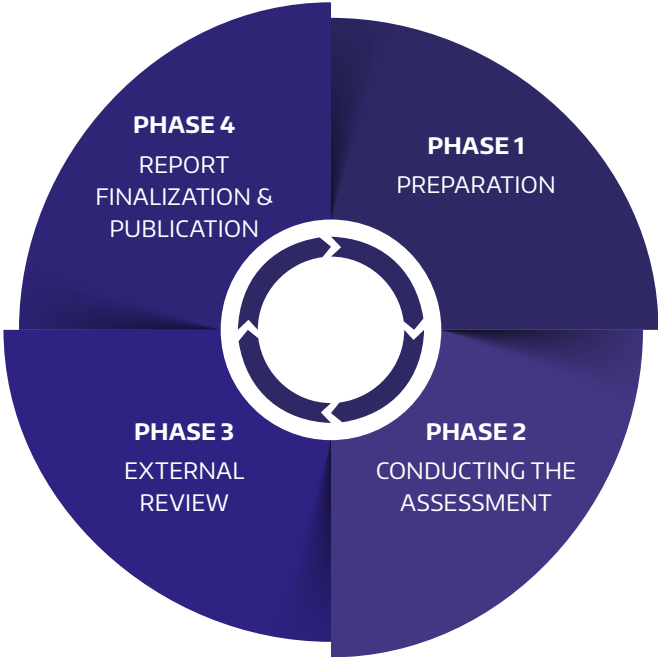 PHASE 1
PREPARATION
PHASE 2
CONDUCTING THE
ASSESSMENT
PHASE 3
EXTERNAL
REVIEW
PHASE 4
REPORT
FINALIZATION &
PUBLICATION